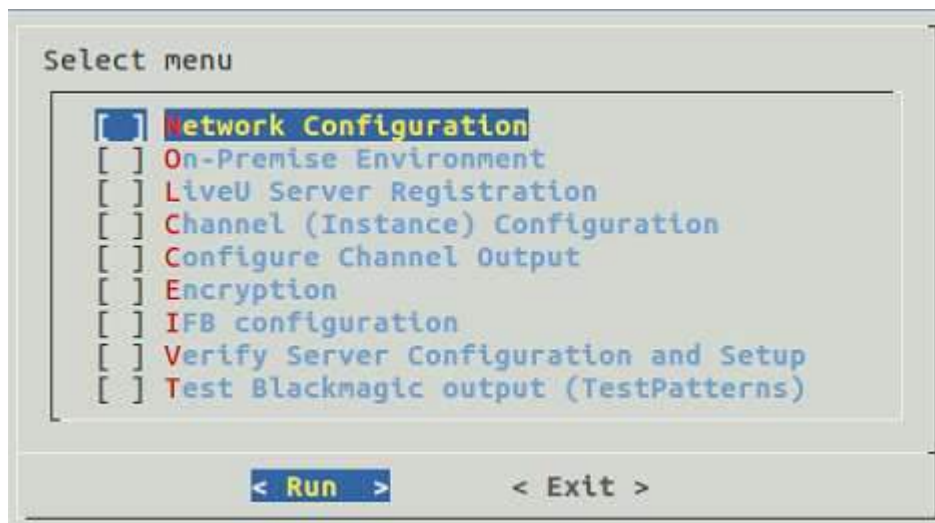 Select menu
[ ] Network Configuration
[ ] On-Premise Environment
[ ] LiveU Server Registration
[ ] Channel (Instance) Configuration
[ ] Configure Channel Output
[ ] Encryption
[ ] IFB configuration
[ ] Verify Server Configuration and Setup
[ ] Test Blackmagic output (TestPatterns)
< Run > < Exit >